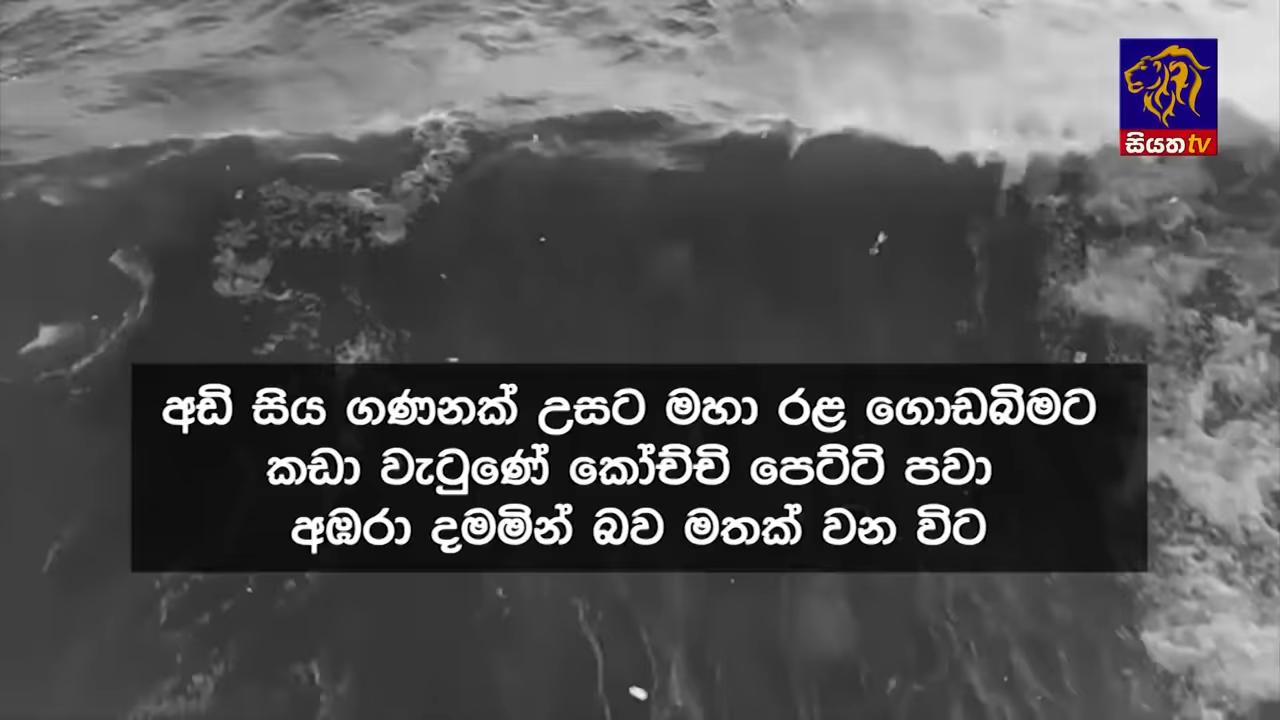 සියත tv
අඩි සිය ගණනක් උසට මහා රළ ගොඩබිමට
කඩා වැටුණේ කෝච්චි පෙට්ටි පවා
අඹරා දමමින් බව මතක් වන විට